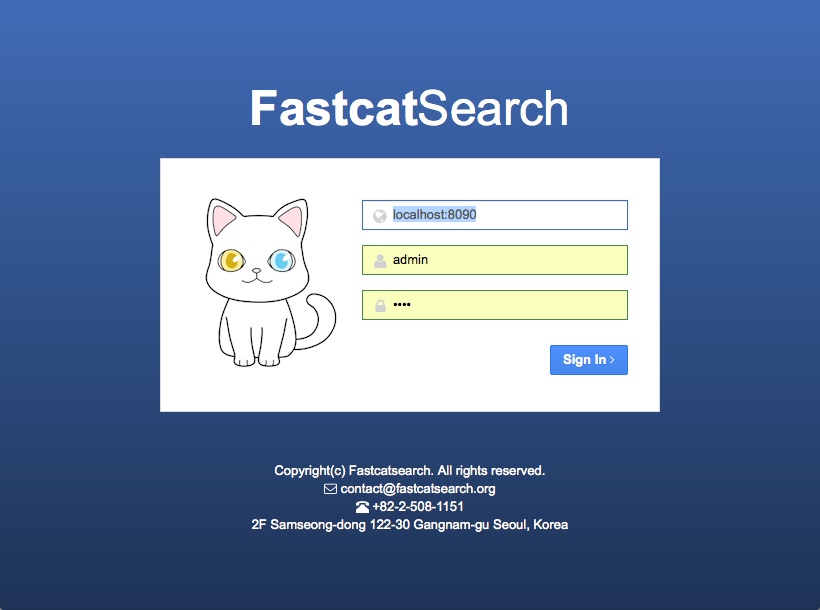 FastcatSearch
localhost:8090
admin
••••
Sign In ›
Copyright(c) Fastcatsearch. All rights reserved.
contact@fastcatsearch.org
+82-2-508-1151
2F Samseong-dong 122-30 Gangnam-gu Seoul, Korea